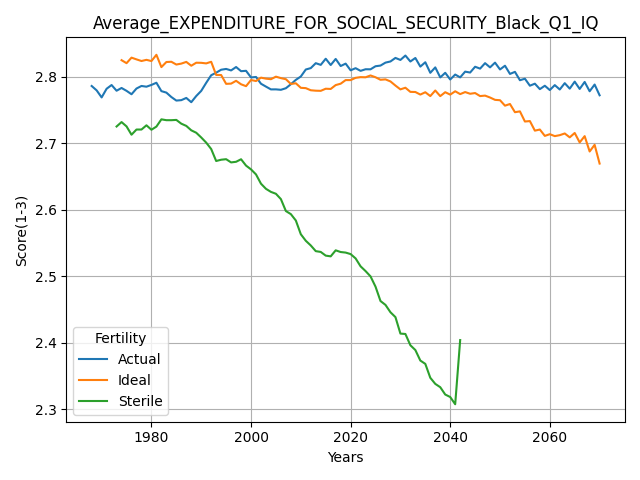 Average_EXPENDITURE_FOR_SOCIAL_SECURITY_Black_Q1_IQ
Score(1-3)
2.8
2.7
2.6
2.5
2.4
2.3
Fertility
Actual
Ideal
Sterile
1980
2000
2020
2040
2060
Years